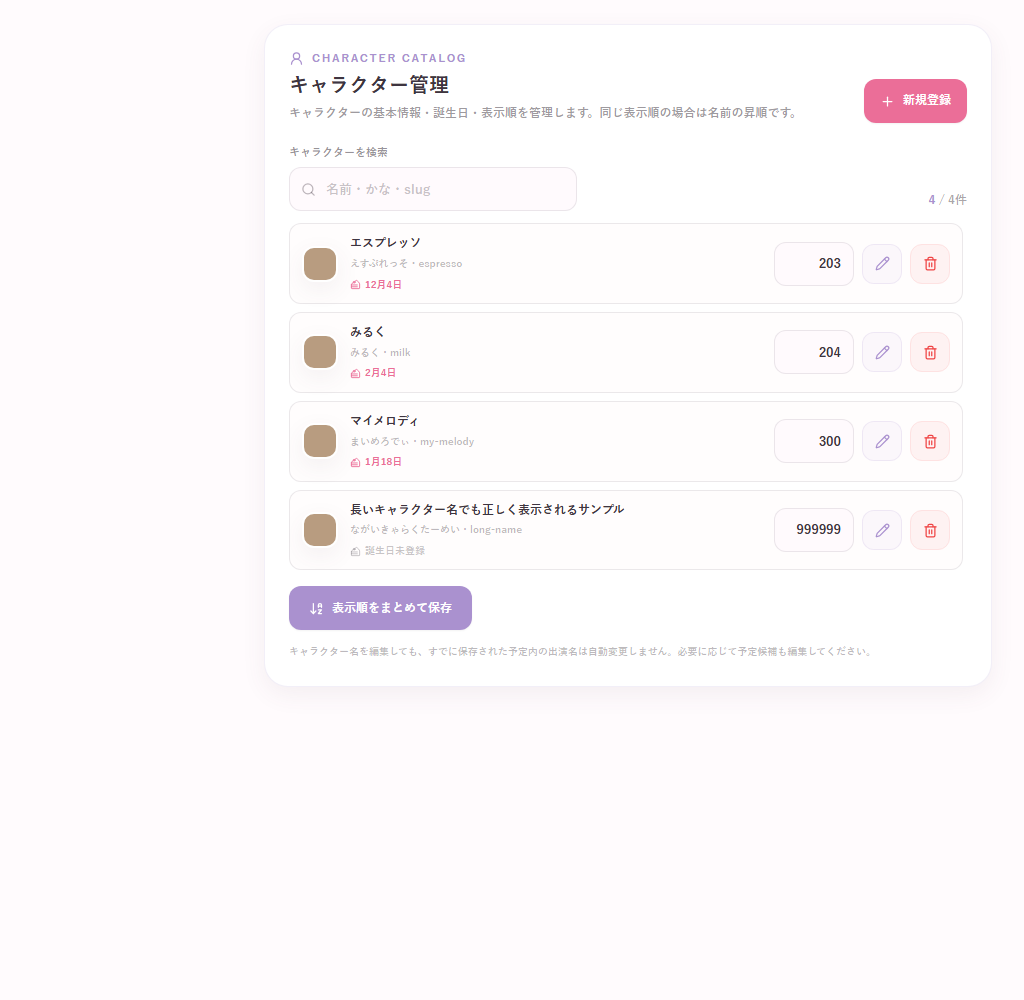 CHARACTER CATALOG
キャラクター管理
キャラクターの基本情報・誕生日・表示順を管理します。同じ表示順の場合は名前の昇順です。
新規登録
キャラクターを検索
名前・かな・slug
4 / 4件
エスプレッソ
えすぷれっそ・espresso
12月4日
203
みるく
みるく・milk
2月4日
204
マイメロディ
まいめろでぃ・my-melody
1月18日
300
長いキャラクター名でも正しく表示されるサンプル
ながいきゃらくたーめい・long-name
誕生日未登録
999999
表示順をまとめて保存
キャラクター名を編集しても、すでに保存された予定内の出演名は自動変更しません。必要に応じて予定候補も編集してください。